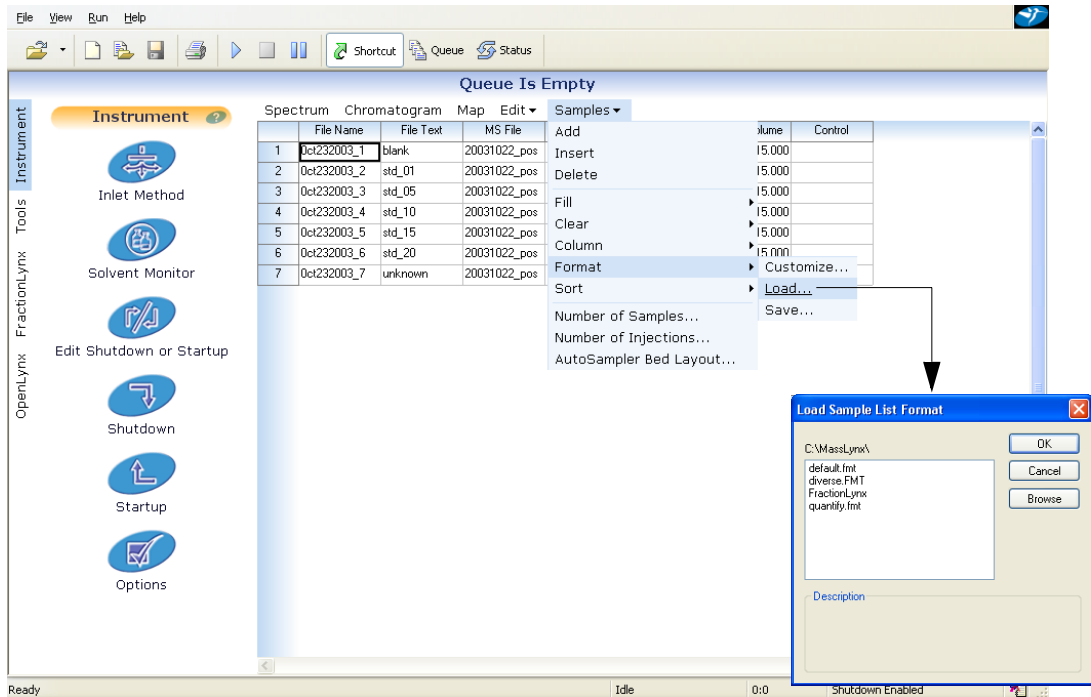 File View Run Help
Shortcut Queue Status
Queue Is Empty
Instrument
Tools
FractionLynx
OpenLynx
Instrument ?
Inlet Method
Solvent Monitor
Edit Shutdown or Startup
Shutdown
Startup
Options
Spectrum Chromatogram Map Edit Samples
File Name File Text MS File lume Control
1 Oct232003_1 blank 20031022_pos 15.000
2 Oct232003_2 std_01 20031022_pos 15.000
3 Oct232003_3 std_05 20031022_pos 15.000
4 Oct232003_4 std_10 20031022_pos 15.000
5 Oct232003_5 std_15 20031022_pos 15.000
6 Oct232003_6 std_20 20031022_pos 15.000
7 Oct232003_7 unknown 20031022_pos
Add
Insert
Delete
Fill
Clear
Column
Format
Sort
Number of Samples...
Number of Injections...
AutoSampler Bed Layout...
Customize...
Load...
Save...
Load Sample List Format
C:\MassLynx\
default.fmt
diverse.FMT
FractionLynx
quantify.fmt
OK
Cancel
Browse
Description
Ready Idle 0:0 Shutdown Enabled